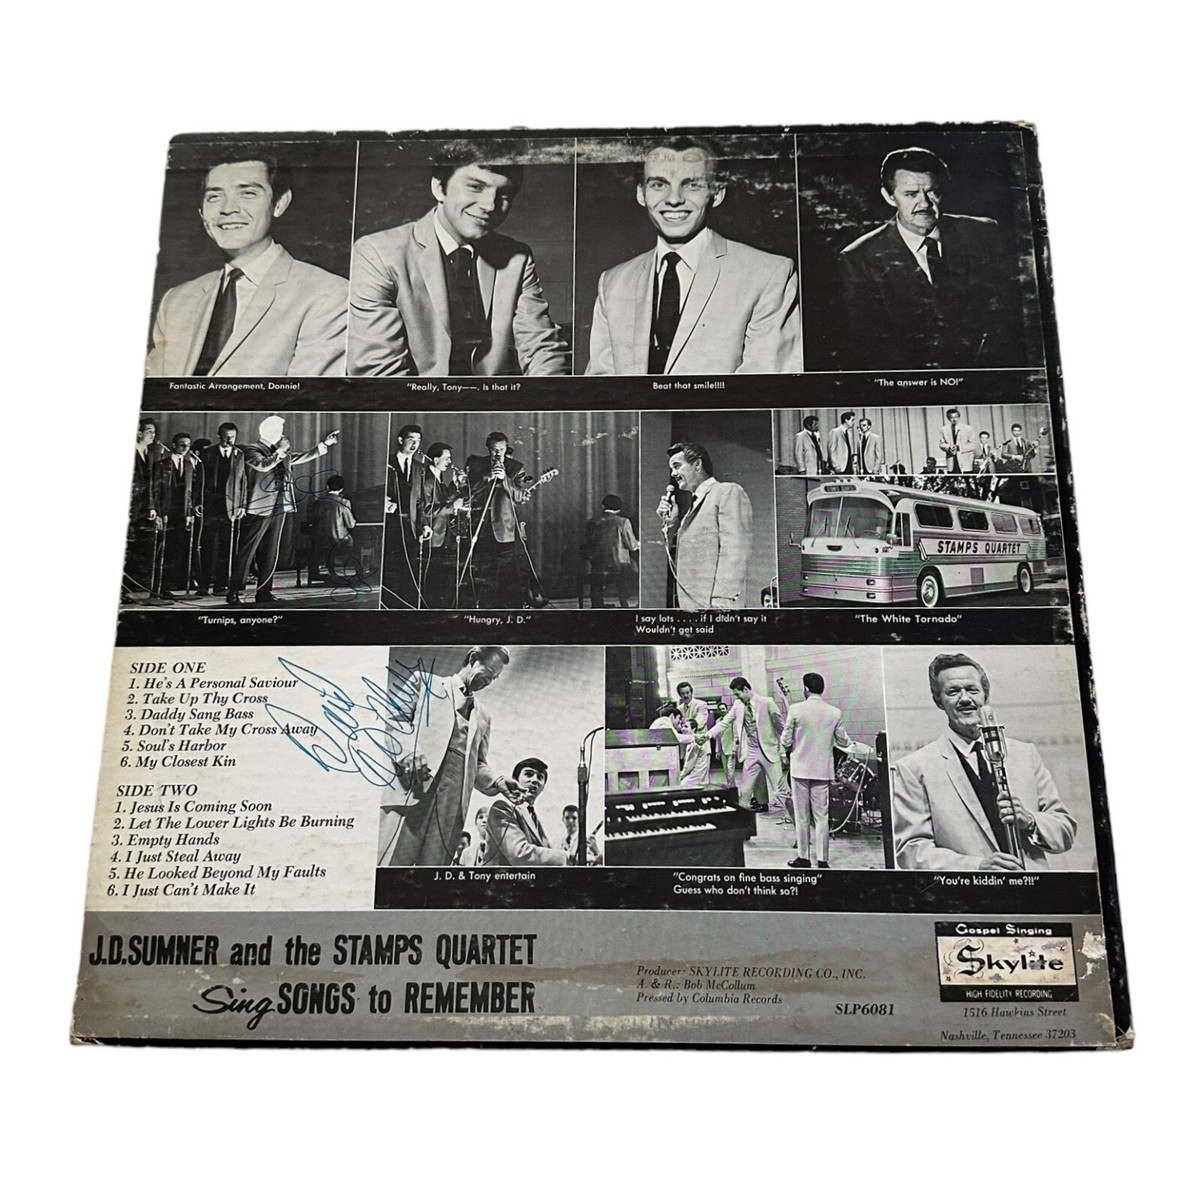 Fantastic Arrangement, Donnie!
"Really, Tony——. Is that it?
Beat that smile!!!!
"The answer is NO!"
STAMPS QUARTET
"Turnips, anyone?"
"Hungry, J. D."
I say lots . . . . if I didn't say it
Wouldn't get said
"The White Tornado"
SIDE ONE
1. He's A Personal Saviour
2. Take Up Thy Cross
3. Daddy Sang Bass
4. Don't Take My Cross Away
5. Soul's Harbor
6. My Closest Kin
SIDE TWO
1. Jesus Is Coming Soon
2. Let The Lower Lights Be Burning
3. Empty Hands
4. I Just Steal Away
5. He Looked Beyond My Faults
6. I Just Can't Make It
J. D. & Tony entertain
"Congrats on fine bass singing"
Guess who don't think so?!
"You're kiddin' me?!!"
J.D. SUMNER and the STAMPS QUARTET
Sing SONGS to REMEMBER
Producer: SKYLITE RECORDING CO., INC.
A. & R.: Bob McCollum
Pressed by Columbia Records
SLP6081
Gospel Singing
Skylite
HIGH FIDELITY RECORDING
1516 Hawkins Street
Nashville, Tennessee 37203